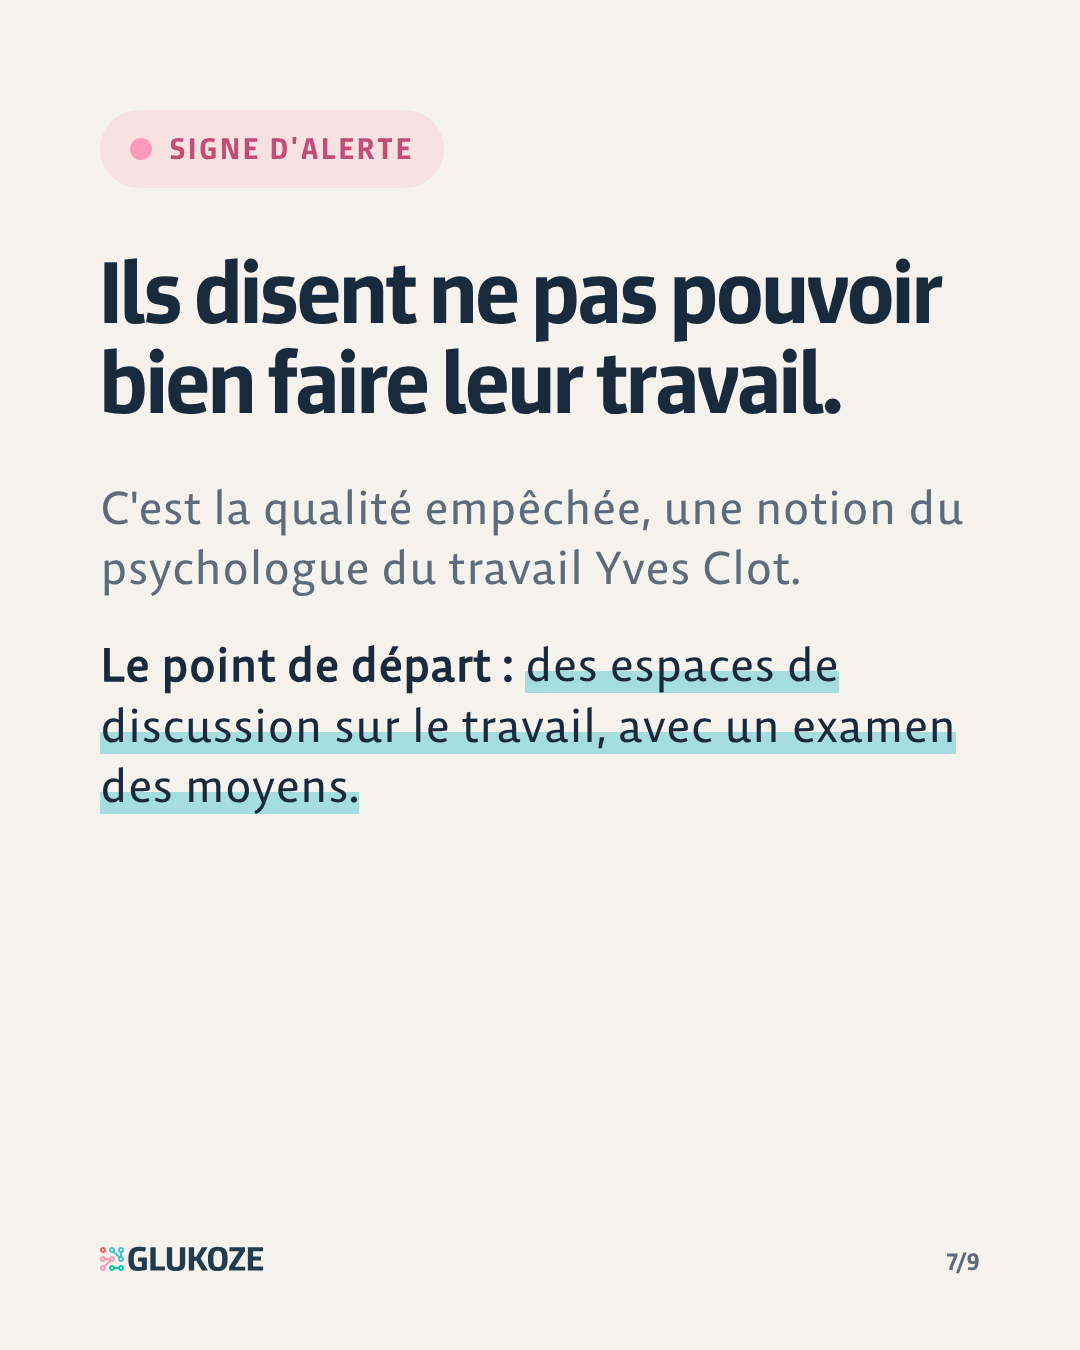 SIGNE D'ALERTE
Ils disent ne pas pouvoir
bien faire leur travail.
C'est la qualité empêchée, une notion du
psychologue du travail Yves Clot.
Le point de départ : des espaces de
discussion sur le travail, avec un examen
des moyens.
GLUKOZE
7/9